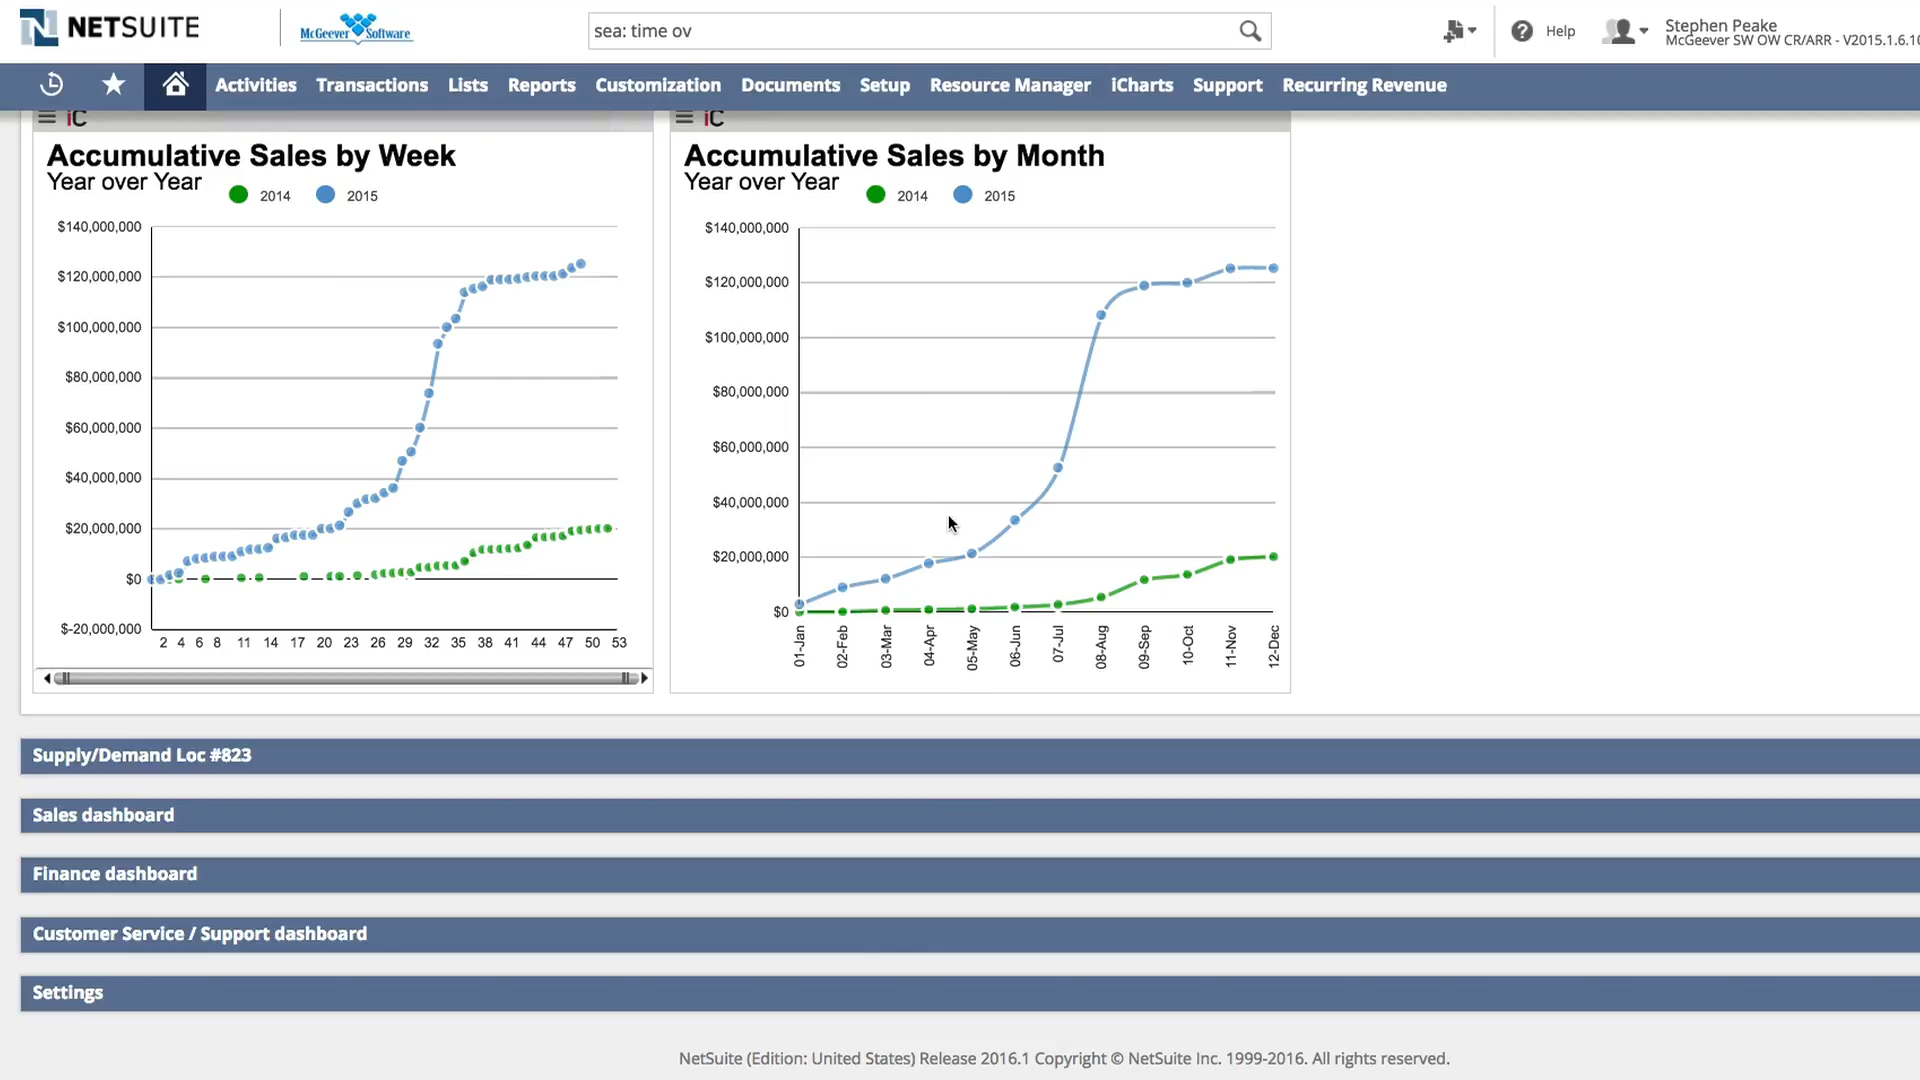 NETSUITE
McGeever Software
sea: time ov
Help
Stephen Peake
McGeever SW OW CR/ARR - V2015.1.6.10
Activities Transactions Lists Reports Customization Documents Setup Resource Manager iCharts Support Recurring Revenue
iC
Accumulative Sales by Week
Year over Year 2014 2015
$140,000,000
$120,000,000
$100,000,000
$80,000,000
$60,000,000
$40,000,000
$20,000,000
$0
$-20,000,000
2 4 6 8 11 14 17 20 23 26 29 32 35 38 41 44 47 50 53
iC
Accumulative Sales by Month
Year over Year 2014 2015
$140,000,000
$120,000,000
$100,000,000
$80,000,000
$60,000,000
$40,000,000
$20,000,000
$0
01-Jan 02-Feb 03-Mar 04-Apr 05-May 06-Jun 07-Jul 08-Aug 09-Sep 10-Oct 11-Nov 12-Dec
Supply/Demand Loc #823
Sales dashboard
Finance dashboard
Customer Service / Support dashboard
Settings
NetSuite (Edition: United States) Release 2016.1 Copyright © NetSuite Inc. 1999-2016. All rights reserved.